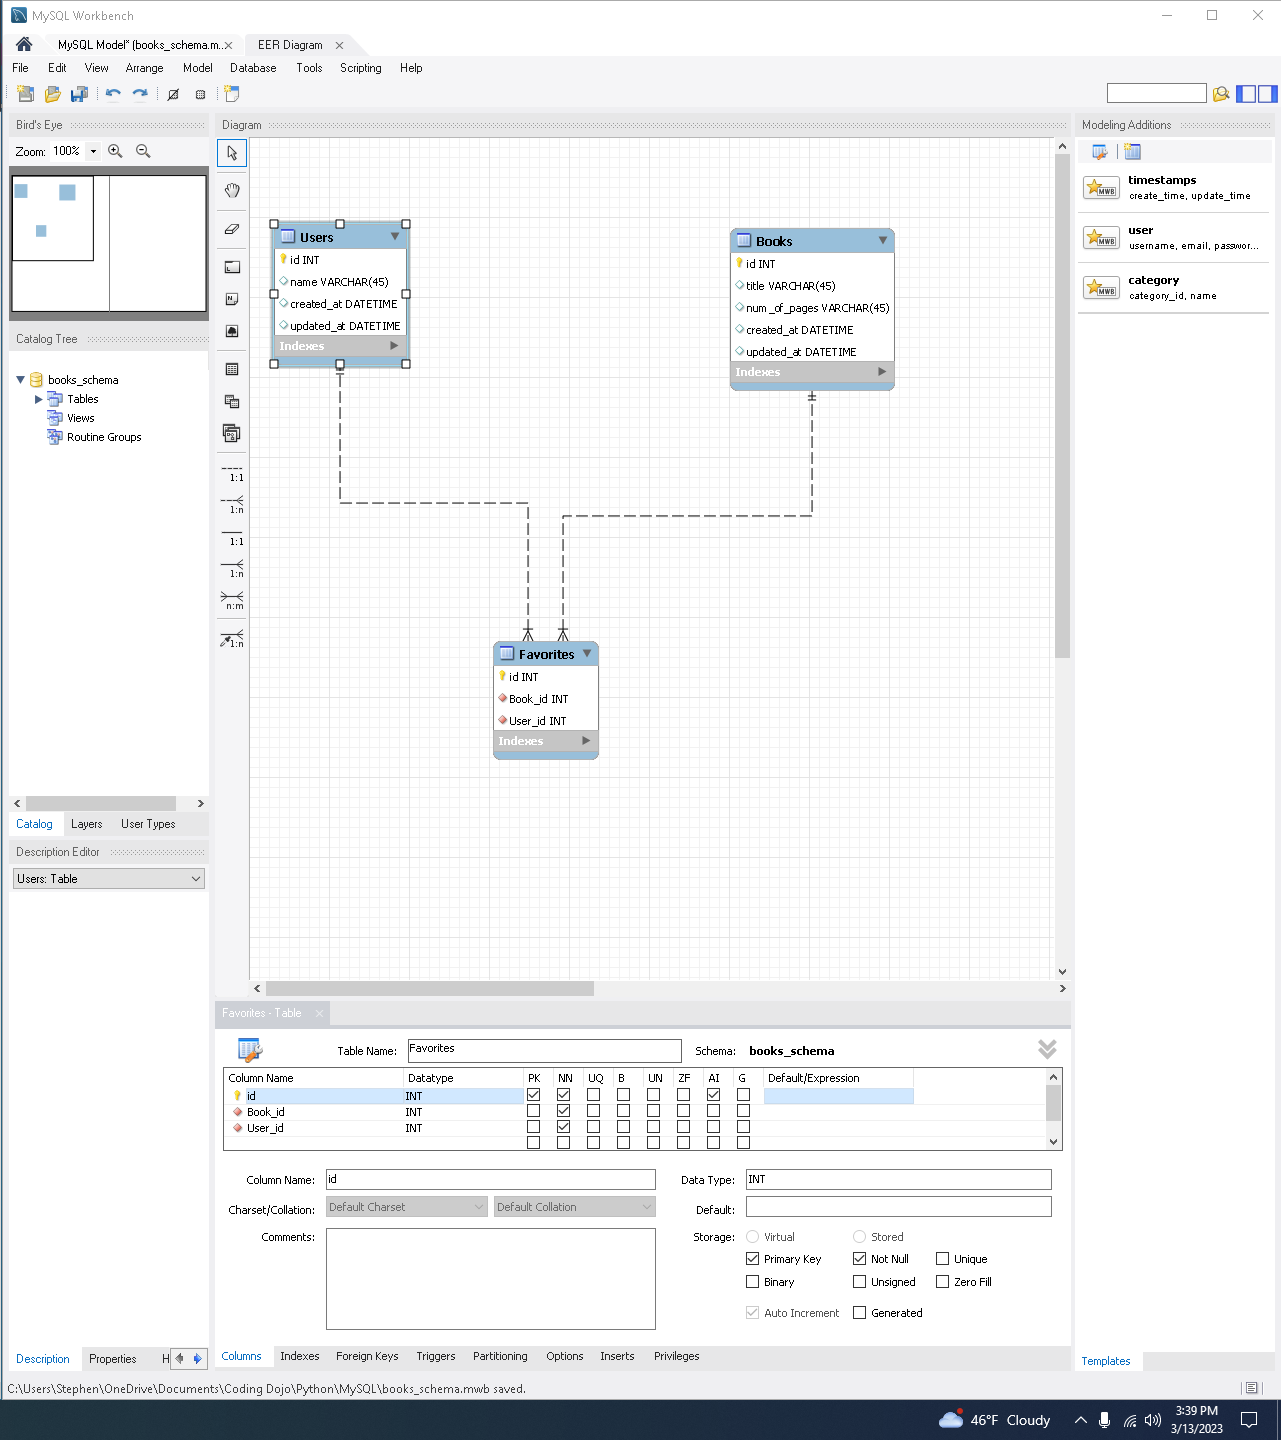 MySQL Workbench
MySQL Model* (books_schema.m..
EER Diagram
File Edit View Arrange Model Database Tools Scripting Help
Bird's Eye
Zoom: 100%
Diagram
Modeling Additions
timestamps
create_time, update_time
user
username, email, passwor...
category
category_id, name
Users
id INT
name VARCHAR(45)
created_at DATETIME
updated_at DATETIME
Indexes
Books
id INT
title VARCHAR(45)
num_of_pages VARCHAR(45)
created_at DATETIME
updated_at DATETIME
Indexes
Catalog Tree
books_schema
Tables
Views
Routine Groups
1:1
1:n
1:1
1:n
n:m
1:n
Favorites
id INT
Book_id INT
User_id INT
Indexes
Catalog Layers User Types
Description Editor
Users: Table
Favorites - Table
Table Name: Favorites Schema: books_schema
Column Name Datatype PK NN UQ B UN ZF AI G Default/Expression
id INT
Book_id INT
User_id INT
Column Name: id Data Type: INT
Charset/Collation: Default Charset Default Collation Default:
Comments: Storage: Virtual Stored
Primary Key Not Null Unique
Binary Unsigned Zero Fill
Auto Increment Generated
Description Properties H
Columns Indexes Foreign Keys Triggers Partitioning Options Inserts Privileges
Templates
C:\Users\Stephen\OneDrive\Documents\Coding Dojo\Python\MySQL\books_schema.mwb saved.
46°F Cloudy
3:39 PM
3/13/2023